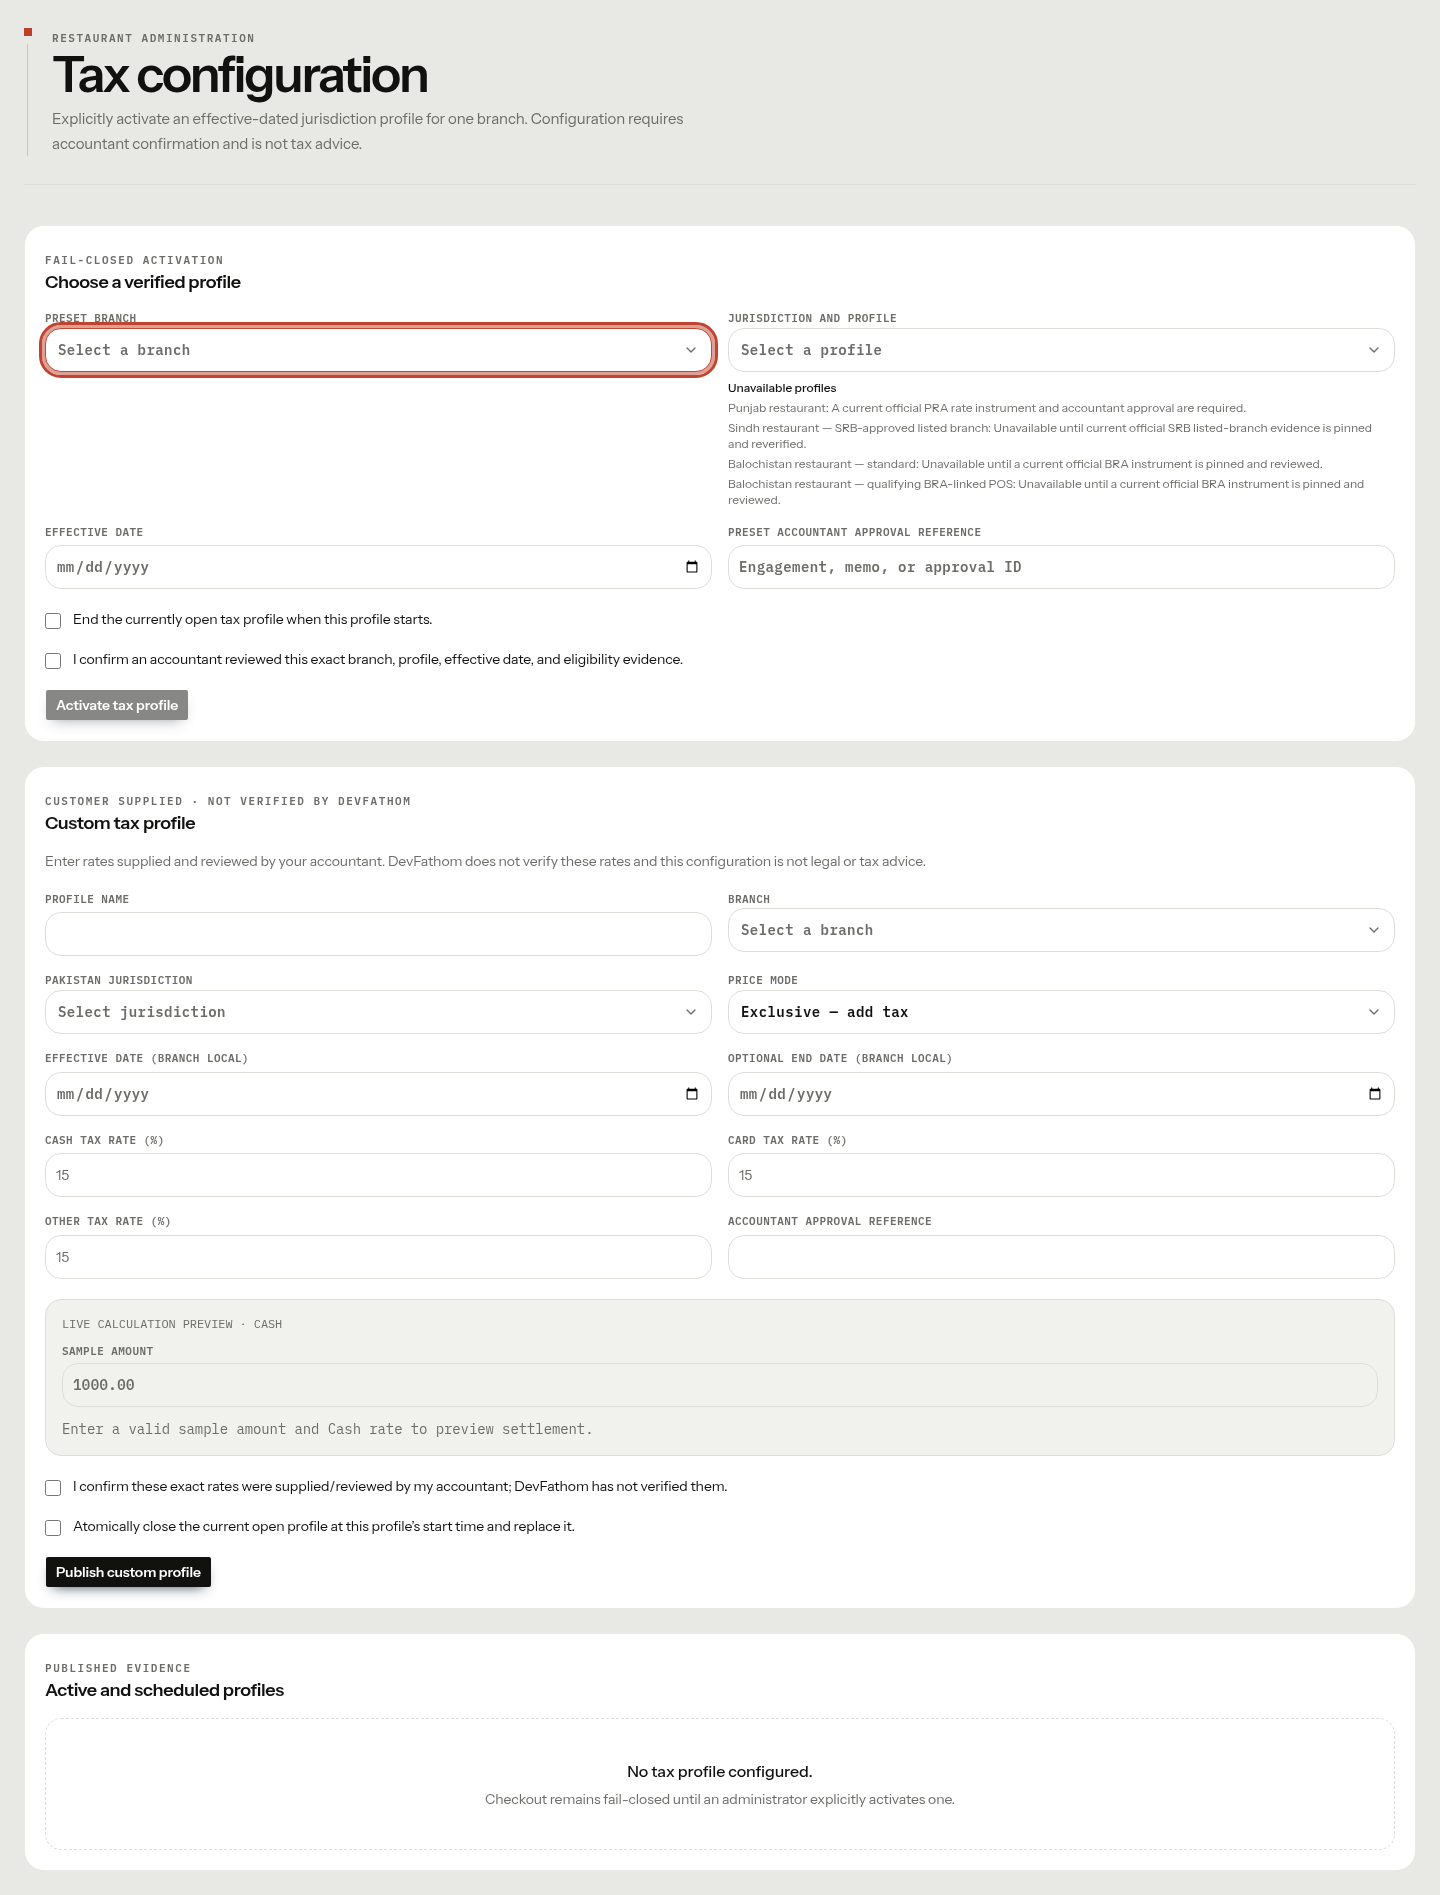 RESTAURANT ADMINISTRATION
Tax configuration
Explicitly activate an effective-dated jurisdiction profile for one branch. Configuration requires
accountant confirmation and is not tax advice.
FAIL-CLOSED ACTIVATION
Choose a verified profile
PRESET BRANCH
Select a branch
JURISDICTION AND PROFILE
Select a profile
Unavailable profiles
Punjab restaurant: A current official PRA rate instrument and accountant approval are required.
Sindh restaurant — SRB-approved listed branch: Unavailable until current official SRB listed-branch evidence is pinned
and reverified.
Balochistan restaurant — standard: Unavailable until a current official BRA instrument is pinned and reviewed.
Balochistan restaurant — qualifying BRA-linked POS: Unavailable until a current official BRA instrument is pinned and
reviewed.
EFFECTIVE DATE
mm/dd/yyyy
PRESET ACCOUNTANT APPROVAL REFERENCE
Engagement, memo, or approval ID
End the currently open tax profile when this profile starts.
I confirm an accountant reviewed this exact branch, profile, effective date, and eligibility evidence.
Activate tax profile
CUSTOMER SUPPLIED · NOT VERIFIED BY DEVFATHOM
Custom tax profile
Enter rates supplied and reviewed by your accountant. DevFathom does not verify these rates and this configuration is not legal or tax advice.
PROFILE NAME
BRANCH
Select a branch
PAKISTAN JURISDICTION
Select jurisdiction
PRICE MODE
Exclusive — add tax
EFFECTIVE DATE (BRANCH LOCAL)
mm/dd/yyyy
OPTIONAL END DATE (BRANCH LOCAL)
mm/dd/yyyy
CASH TAX RATE (%)
15
CARD TAX RATE (%)
15
OTHER TAX RATE (%)
15
ACCOUNTANT APPROVAL REFERENCE
LIVE CALCULATION PREVIEW · CASH
SAMPLE AMOUNT
1000.00
Enter a valid sample amount and Cash rate to preview settlement.
I confirm these exact rates were supplied/reviewed by my accountant; DevFathom has not verified them.
Atomically close the current open profile at this profile's start time and replace it.
Publish custom profile
PUBLISHED EVIDENCE
Active and scheduled profiles
No tax profile configured.
Checkout remains fail-closed until an administrator explicitly activates one.